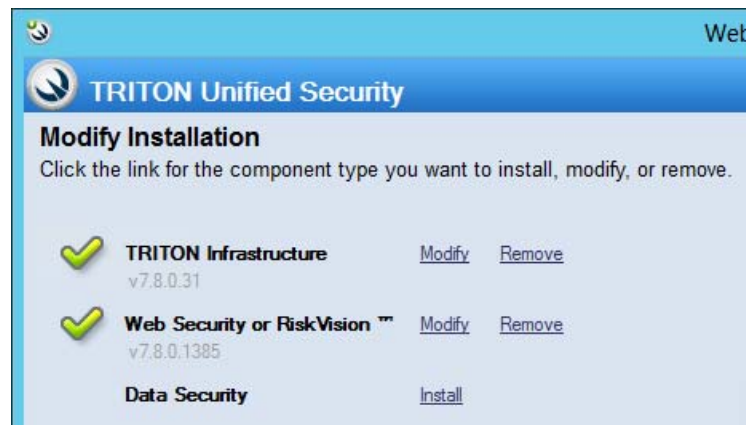 Web
TRITON Unified Security
Modify Installation
Click the link for the component type you want to install, modify, or remove.
TRITON Infrastructure Modify Remove
v7.8.0.31
Web Security or RiskVision ™ Modify Remove
v7.8.0.1385
Data Security Install